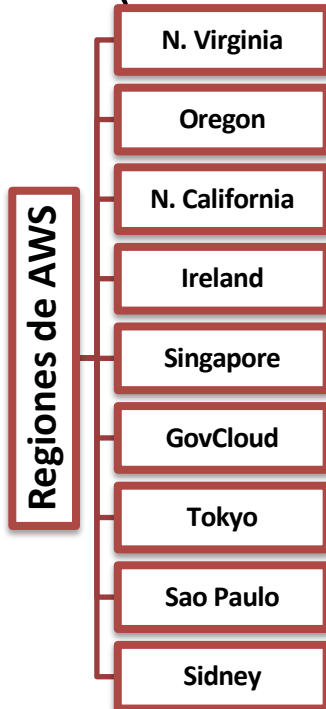 Regiones de AWS
N. Virginia
Oregon
N. California
Ireland
Singapore
GovCloud
Tokyo
Sao Paulo
Sidney